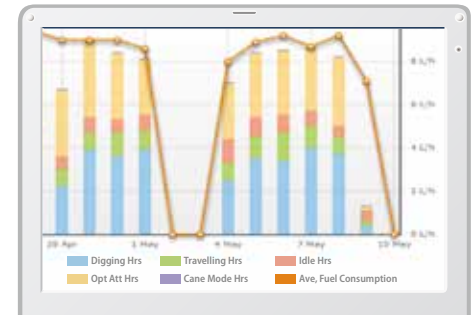 8 L/h
6 L/h
4 L/h
2 L/h
0 L/h
28 Apr 1 May 4 May 7 May 10 May
Digging Hrs Travelling Hrs Idle Hrs
Opt Att Hrs Cane Mode Hrs Ave, Fuel Consumption